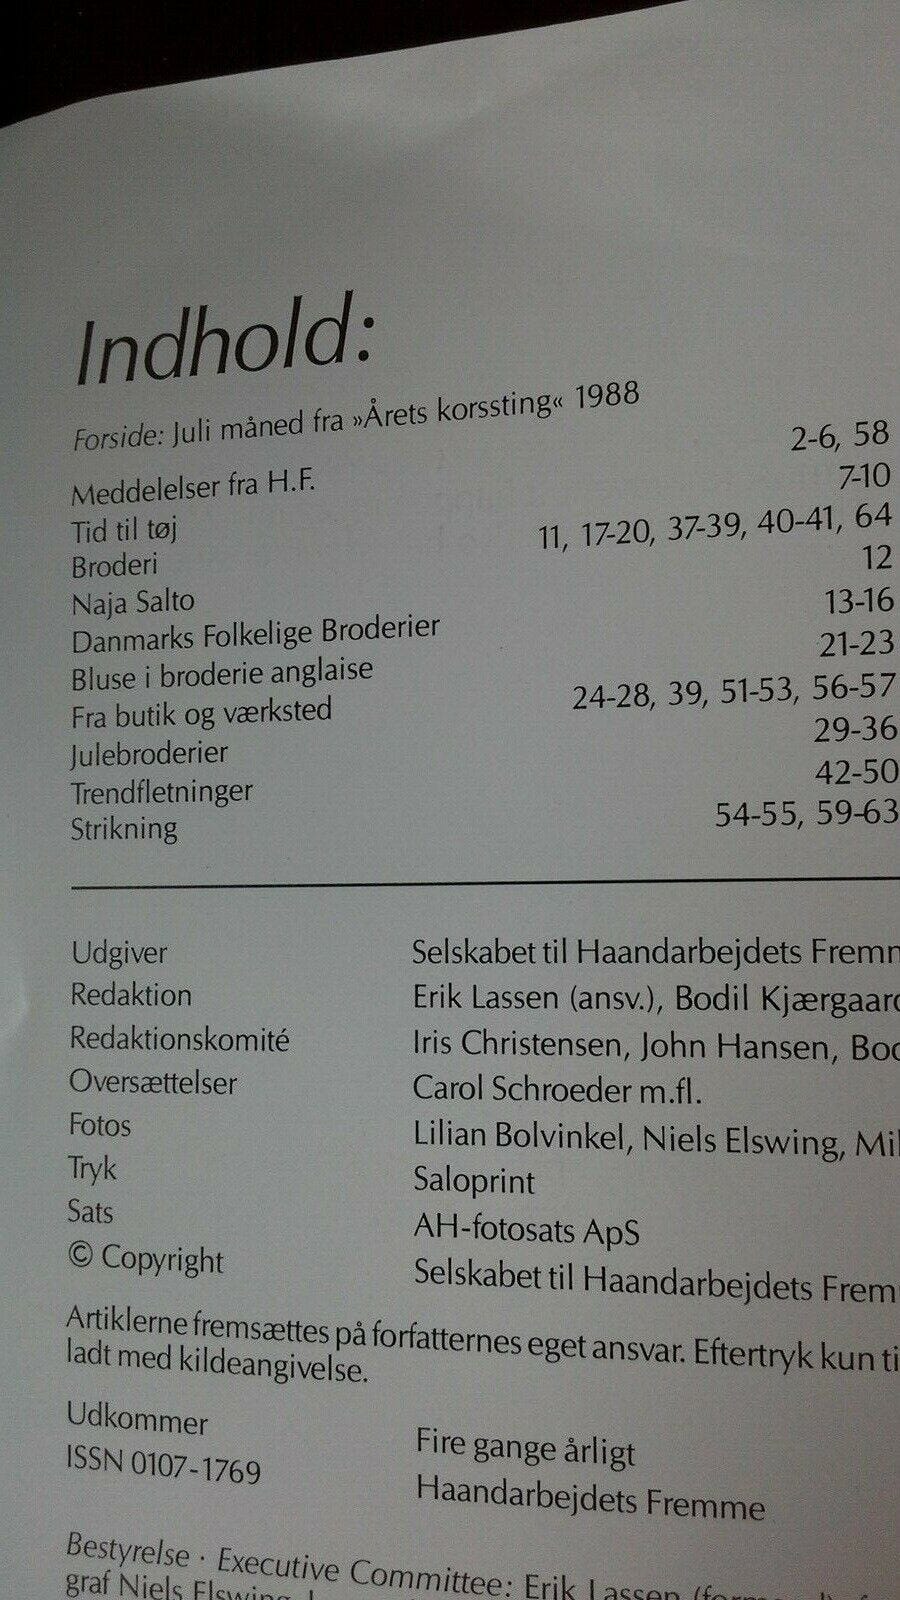 Indhold:
Forside: Juli måned fra »Årets korssting« 1988
Meddelelser fra H.F. 2-6, 58
Tid til tøj 7-10
Broderi 11, 17-20, 37-39, 40-41, 64
Naja Salto 12
Danmarks Folkelige Broderier 13-16
Bluse i broderie anglaise 21-23
Fra butik og værksted 24-28, 39, 51-53, 56-57
Julebroderier 29-36
Trendfletninger 42-50
Strikning 54-55, 59-63
Udgiver Selskabet til Haandarbejdets
Redaktion Erik Lassen (ansv.), Bodil
Redaktionskomité Iris Christensen, John Hansen,
Oversættelser Carol Schroeder m.fl.
Fotos Lilian Bolvinkel, Niels Elswing,
Tryk Saloprint
Sats AH-fotosats ApS
© Copyright Selskabet til Haandarbejdets
Artiklerne fremsættes på forfatternes eget ansvar. Eftertryk kun
ladt med kildeangivelse.
Udkommer Fire gange årligt
ISSN 0107-1769 Haandarbejdets Fremme
Bestyrelse · Executive Committee: Erik Lassen
graf Niels Elswing